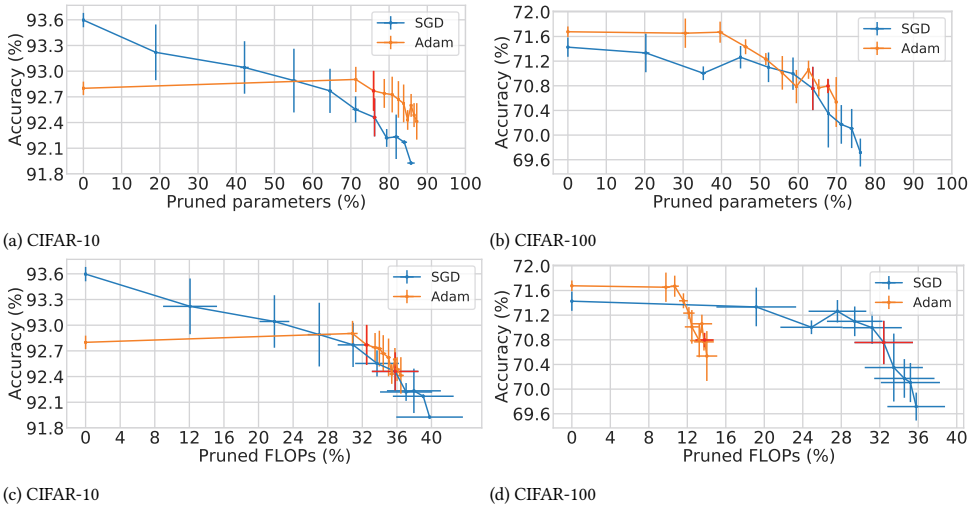 93.6
93.3
93.0
92.7
92.4
92.1
91.8
Accuracy (%)
SGD
Adam
0 10 20 30 40 50 60 70 80 90 100
Pruned parameters (%)
(a) CIFAR-10
72.0
71.6
71.2
70.8
70.4
70.0
69.6
Accuracy (%)
SGD
Adam
0 10 20 30 40 50 60 70 80 90 100
Pruned parameters (%)
(b) CIFAR-100
93.6
93.3
93.0
92.7
92.4
92.1
91.8
Accuracy (%)
SGD
Adam
0 4 8 12 16 20 24 28 32 36 40
Pruned FLOPs (%)
(c) CIFAR-10
72.0
71.6
71.2
70.8
70.4
70.0
69.6
Accuracy (%)
SGD
Adam
0 4 8 12 16 20 24 28 32 36 40
Pruned FLOPs (%)
(d) CIFAR-100